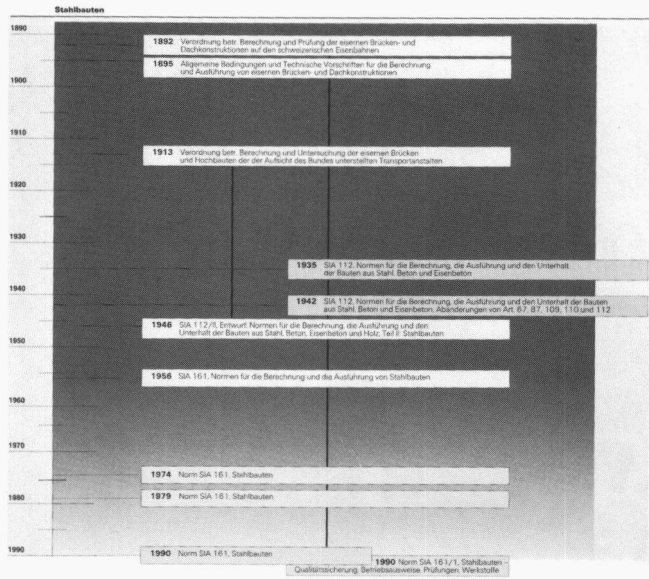 Stahlbauten
1890
1892 Verordnung betr. Berechnung und Prüfung der eisernen Brücken- und
Dachkonstruktionen auf den schweizerischen Eisenbahnen
1895 Allgemeine Bedingungen und Technische Vorschriften für die Berechnung
und Ausführung von eisernen Brücken- und Dachkonstruktionen
1900
1910
1913 Verordnung betr. Berechnung und Untersuchung der eisernen Brücken
und Hochbauten der der Aufsicht des Bundes unterstellten Transportanstalten
1920
1930
1935 SIA 112, Normen für die Berechnung, die Ausführung und den Unterhalt
der Bauten aus Stahl, Beton und Eisenbeton
1940
1942 SIA 112, Normen für die Berechnung, die Ausführung und den Unterhalt der Bauten
aus Stahl, Beton und Eisenbeton: Abänderungen von Art. 67, 87, 109, 110 und 112
1946 SIA 112/II, Entwurf: Normen für die Berechnung, die Ausführung und den
Unterhalt der Bauten aus Stahl, Beton, Eisenbeton und Holz; Teil II: Stahlbauten
1950
1956 SIA 161, Normen für die Berechnung und die Ausführung von Stahlbauten
1960
1970
1974 Norm SIA 161, Stahlbauten
1979 Norm SIA 161, Stahlbauten
1980
1990
1990 Norm SIA 161, Stahlbauten
1990 Norm SIA 161/1, Stahlbauten –
Qualitätssicherung, Betriebsausweise, Prüfungen, Werkstoffe